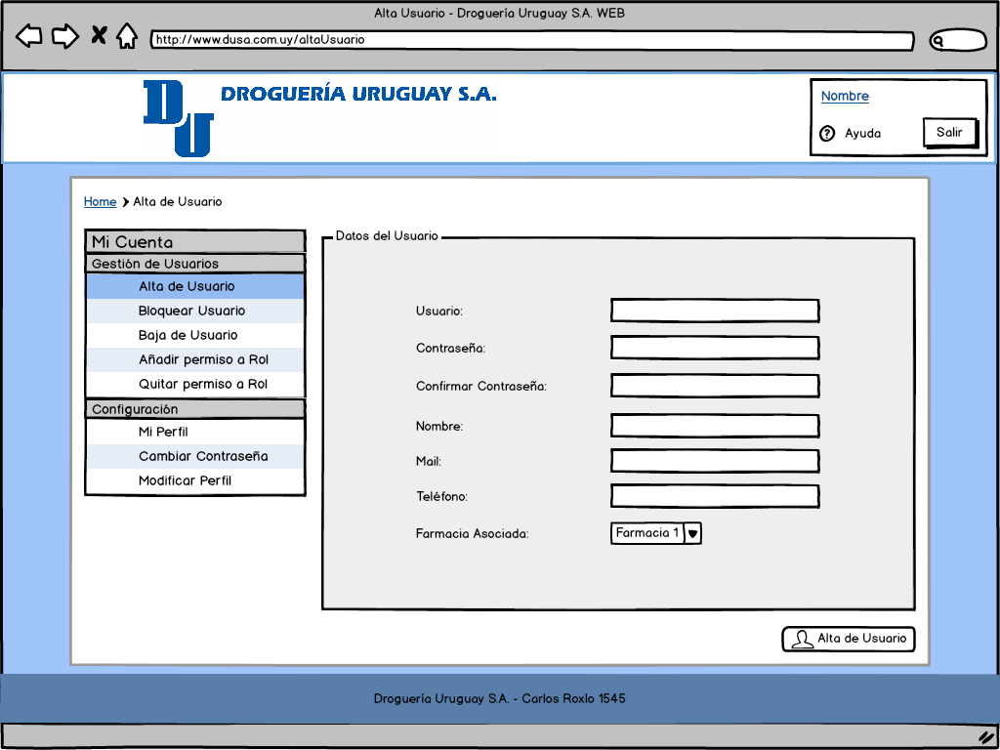 Alta Usuario - Droguería Uruguay S.A. WEB
http://www.dusa.com.uy/altaUsuario
DU
DROGUERÍA URUGUAY S.A.
Nombre
? Ayuda
Salir
Home > Alta de Usuario
Mi Cuenta
Gestión de Usuarios
Alta de Usuario
Bloquear Usuario
Baja de Usuario
Añadir permiso a Rol
Quitar permiso a Rol
Configuración
Mi Perfil
Cambiar Contraseña
Modificar Perfil
Datos del Usuario
Usuario:
Contraseña:
Confirmar Contraseña:
Nombre:
Mail:
Teléfono:
Farmacia Asociada:
Farmacia 1
Alta de Usuario
Droguería Uruguay S.A. - Carlos Roxlo 1545